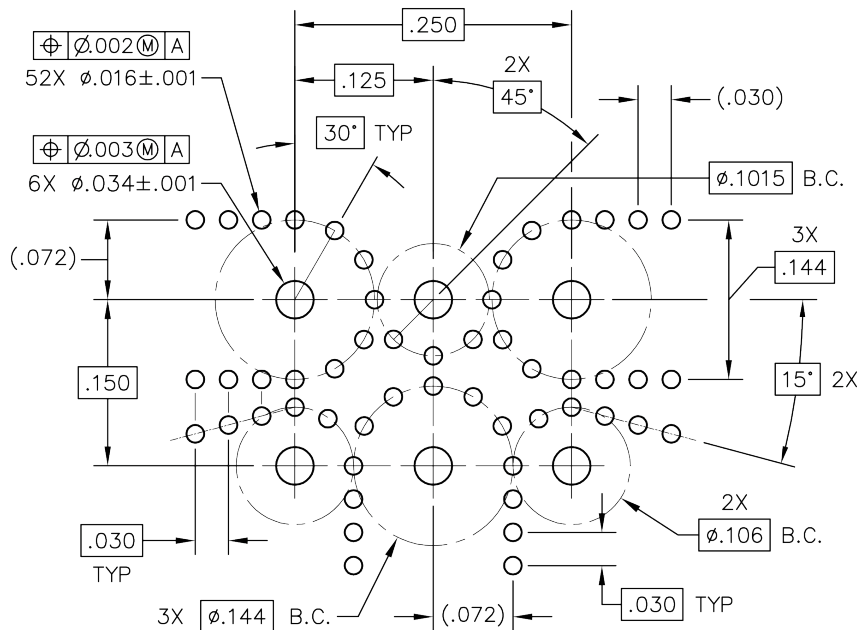 .250
⌖ Ø.002Ⓜ A
52X Ø.016±.001
.125
2X
45°
(.030)
30° TYP
⌖ Ø.003Ⓜ A
6X Ø.034±.001
Ø.1015 B.C.
(.072)
3X
.144
.150
15° 2X
2X
Ø.106 B.C.
.030
TYP
3X Ø.144 B.C.
(.072)
.030 TYP